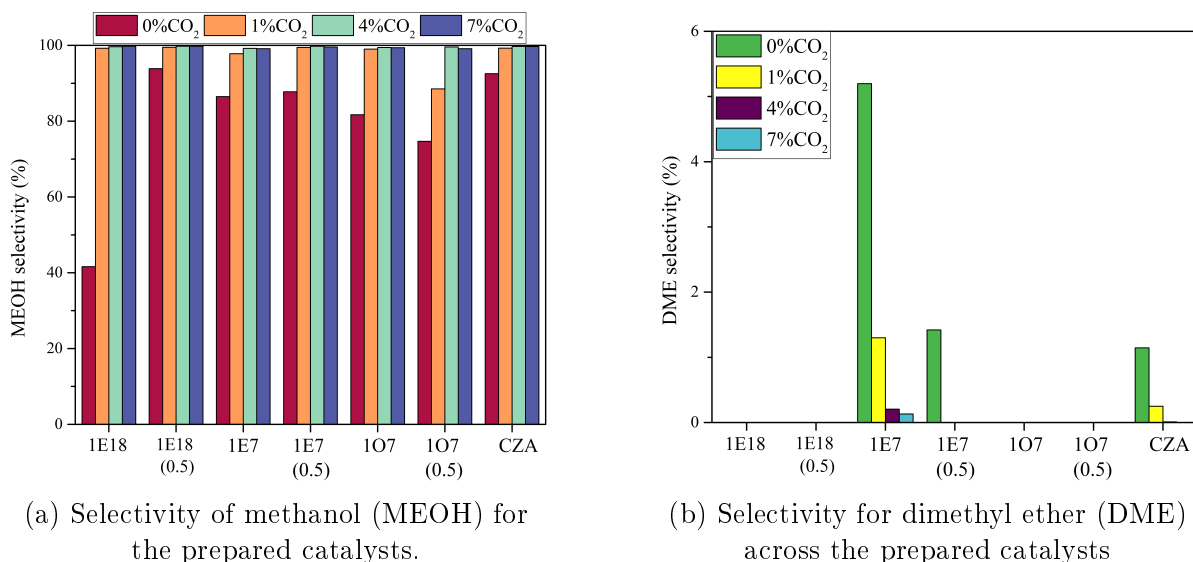 0%CO₂ 1%CO₂ 4%CO₂ 7%CO₂
100
80
60
40
20
0
MEOH selectivity (%)
1E18 1E18 1E7 1E7 1O7 1O7 CZA
(0.5) (0.5) (0.5)
(a) Selectivity of methanol (MEOH) for
the prepared catalysts.
0%CO₂
1%CO₂
4%CO₂
7%CO₂
6
4
2
0
DME selectivity (%)
1E18 1E18 1E7 1E7 1O7 1O7 CZA
(0.5) (0.5) (0.5)
(b) Selectivity for dimethyl ether (DME)
across the prepared catalysts